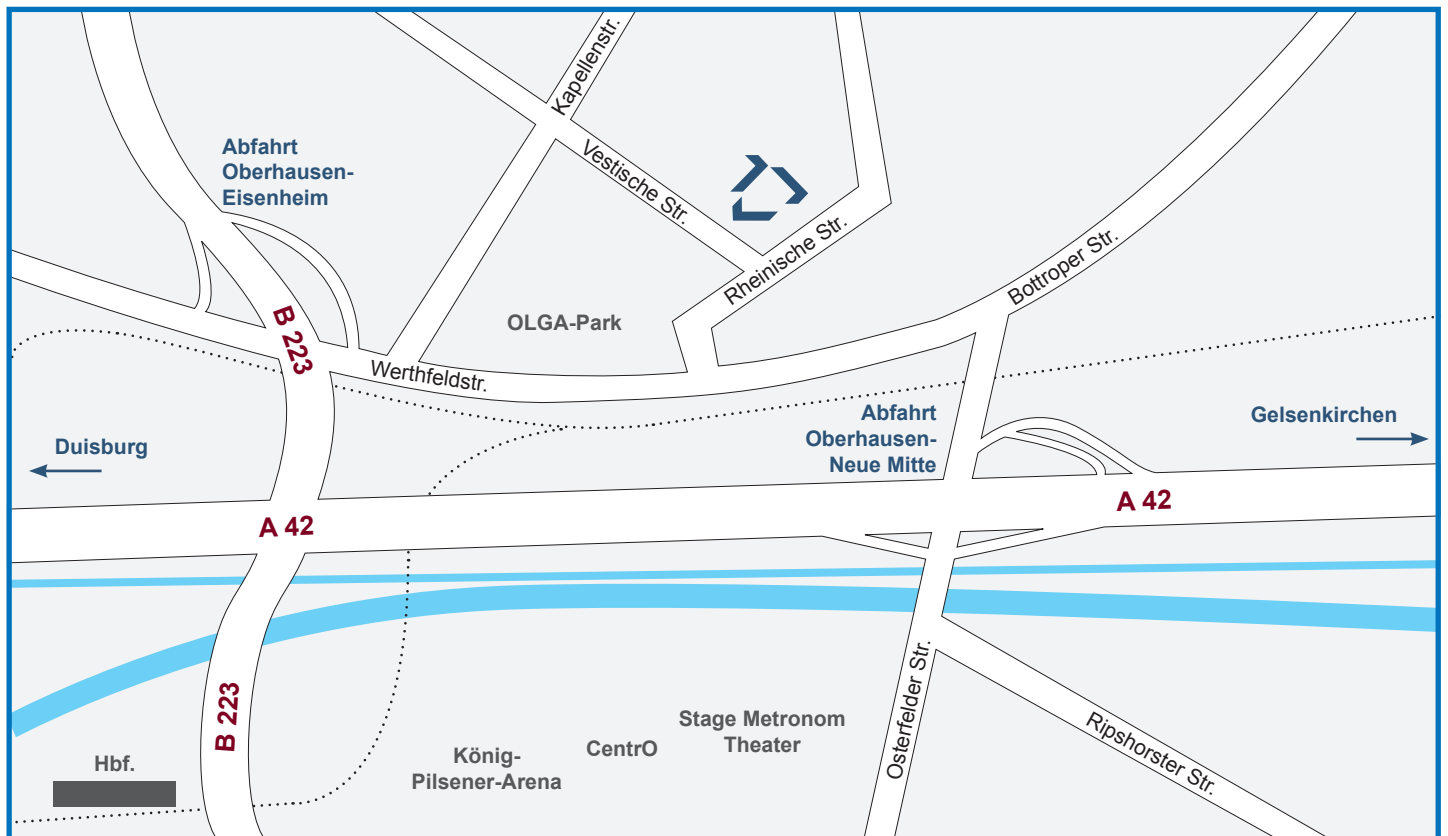 Kapellenstr.
Abfahrt
Oberhausen-
Eisenheim
Vestische Str.
Rheinische Str.
Bottroper Str.
B 223
OLGA-Park
Werthfeldstr.
Abfahrt
Oberhausen-
Neue Mitte
Gelsenkirchen
Duisburg
A 42
A 42
Osterfelder Str.
B 223
Stage Metronom
Theater
CentrO
König-
Pilsener-Arena
Ripshorster Str.
Hbf.